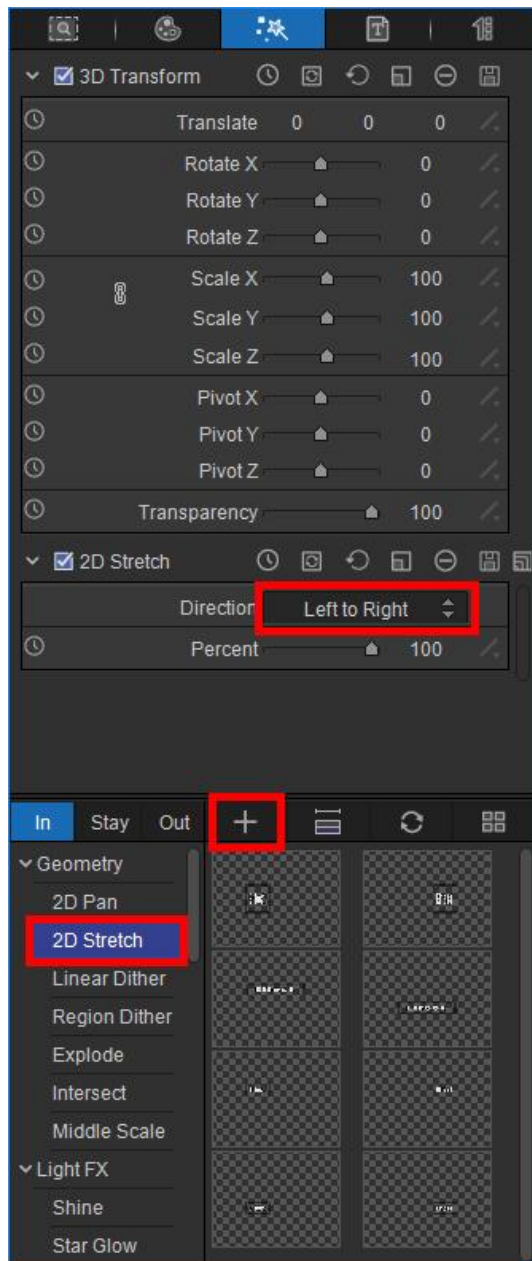 3D Transform
Translate 0 0 0
Rotate X 0
Rotate Y 0
Rotate Z 0
Scale X 100
Scale Y 100
Scale Z 100
Pivot X 0
Pivot Y 0
Pivot Z 0
Transparency 100
2D Stretch
Direction Left to Right
Percent 100
In Stay Out
Geometry
2D Pan
2D Stretch
Linear Dither
Region Dither
Explode
Intersect
Middle Scale
Light FX
Shine
Star Glow